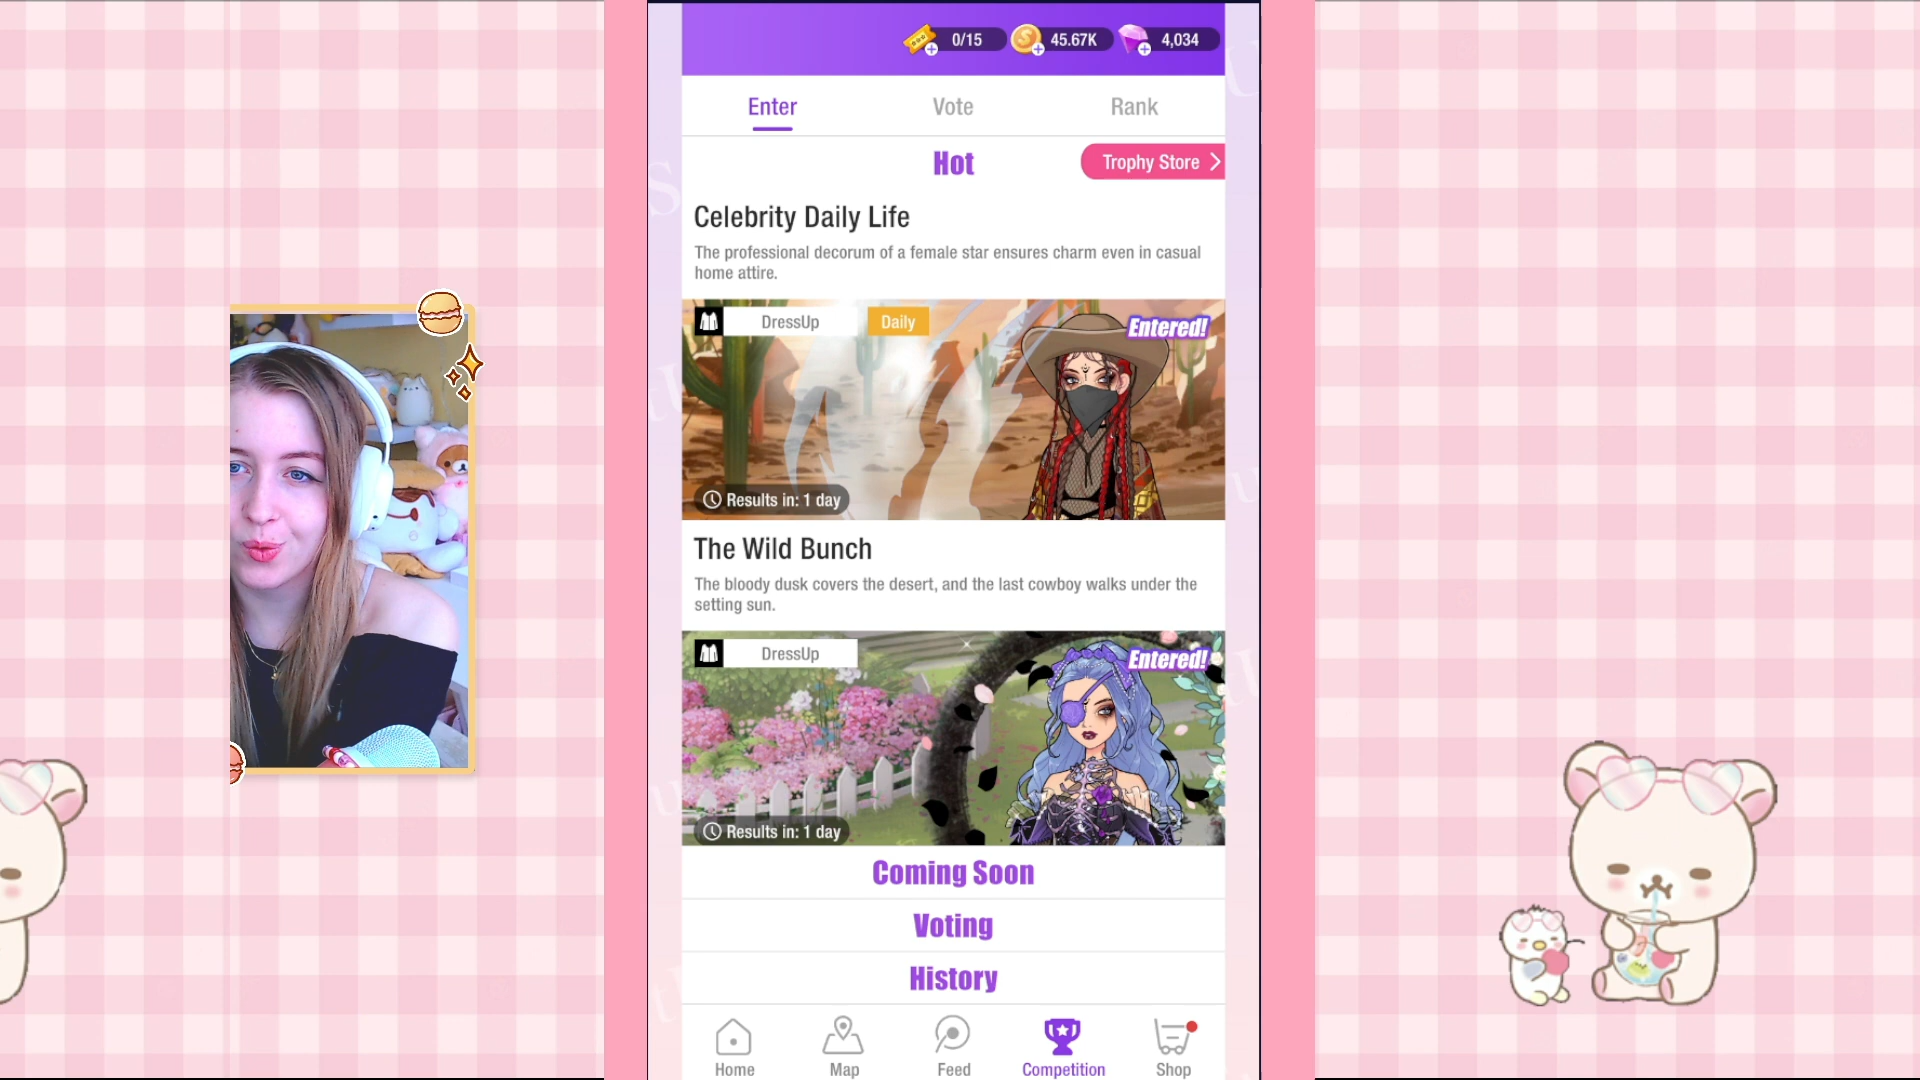 0/15
45.67K
4,034
Enter
Vote
Rank
Hot
Trophy Store
Celebrity Daily Life
The professional decorum of a female star ensures charm even in casual
home attire.
DressUp
Daily
Entered!
Results in: 1 day
The Wild Bunch
The bloody dusk covers the desert, and the last cowboy walks under the
setting sun.
DressUp
Entered!
Results in: 1 day
Coming Soon
Voting
History
Home
Map
Feed
Competition
Shop